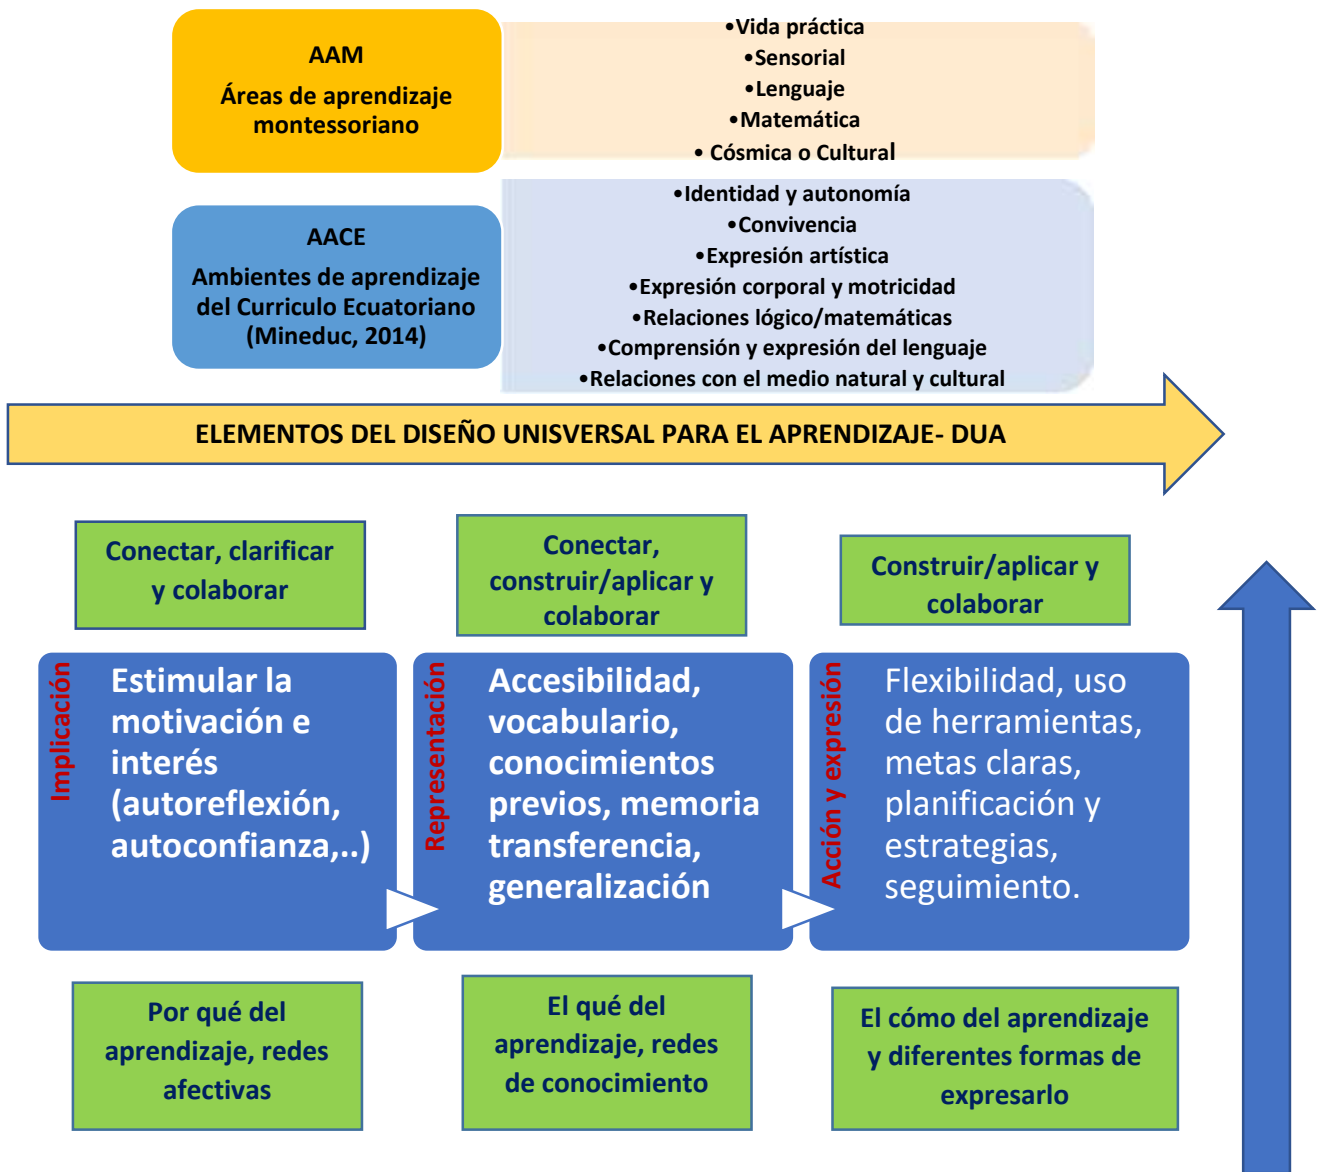 AAM
Áreas de aprendizaje
montessoriano
•Vida práctica
•Sensorial
•Lenguaje
•Matemática
• Cósmica o Cultural
AACE
Ambientes de aprendizaje
del Curriculo Ecuatoriano
(Mineduc, 2014)
•Identidad y autonomía
•Convivencia
•Expresión artística
•Expresión corporal y motricidad
•Relaciones lógico/matemáticas
•Comprensión y expresión del lenguaje
•Relaciones con el medio natural y cultural
ELEMENTOS DEL DISEÑO UNISVERSAL PARA EL APRENDIZAJE- DUA
Conectar, clarificar
y colaborar
Conectar,
construir/aplicar y
colaborar
Construir/aplicar y
colaborar
Implicación
Estimular la
motivación e
interés
(autoreflexión,
autoconfianza,..)
Representación
Accesibilidad,
vocabulario,
conocimientos
previos, memoria
transferencia,
generalización
Acción y expresión
Flexibilidad, uso
de herramientas,
metas claras,
planificación y
estrategias,
seguimiento.
Por qué del
aprendizaje, redes
afectivas
El qué del
aprendizaje, redes
de conocimiento
El cómo del aprendizaje
y diferentes formas de
expresarlo